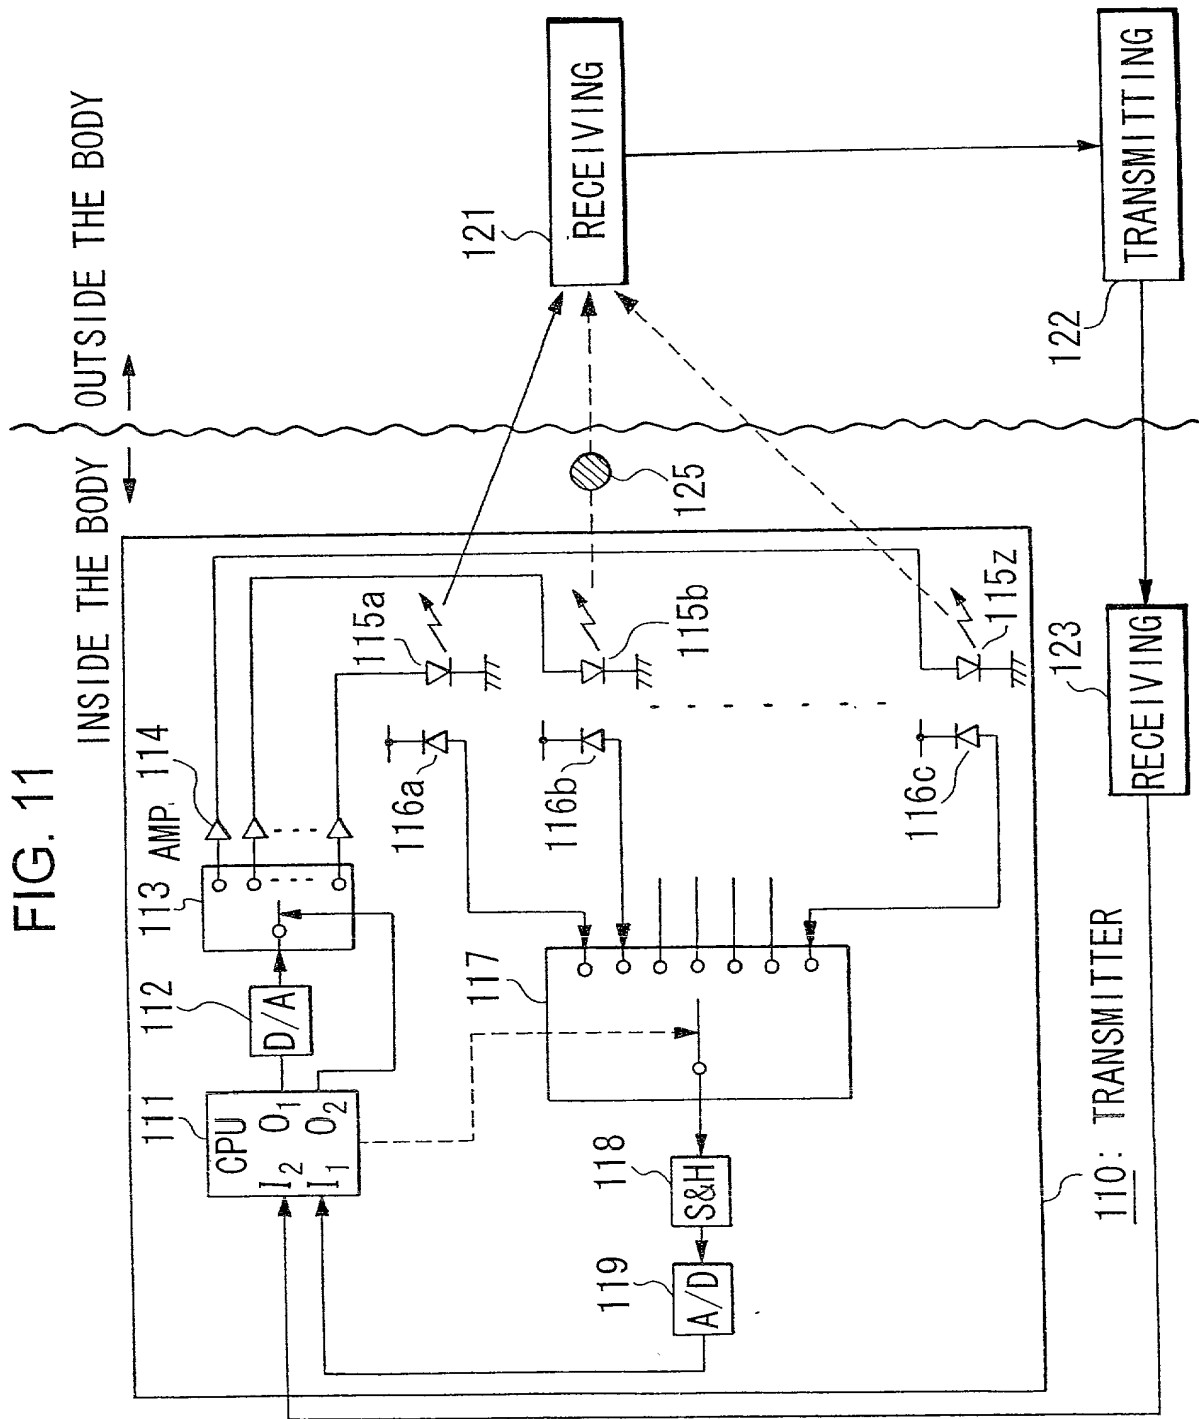 FIG. 11
INSIDE THE BODY
OUTSIDE THE BODY
111
CPU
I2
O1
I1
O2
112
D/A
113
AMP. 114
115a
116a
115b
116b
115z
116c
117
118
S&H
119
A/D
125
121
RECEIVING
122
TRANSMITTING
123
RECEIVING
110: TRANSMITTER